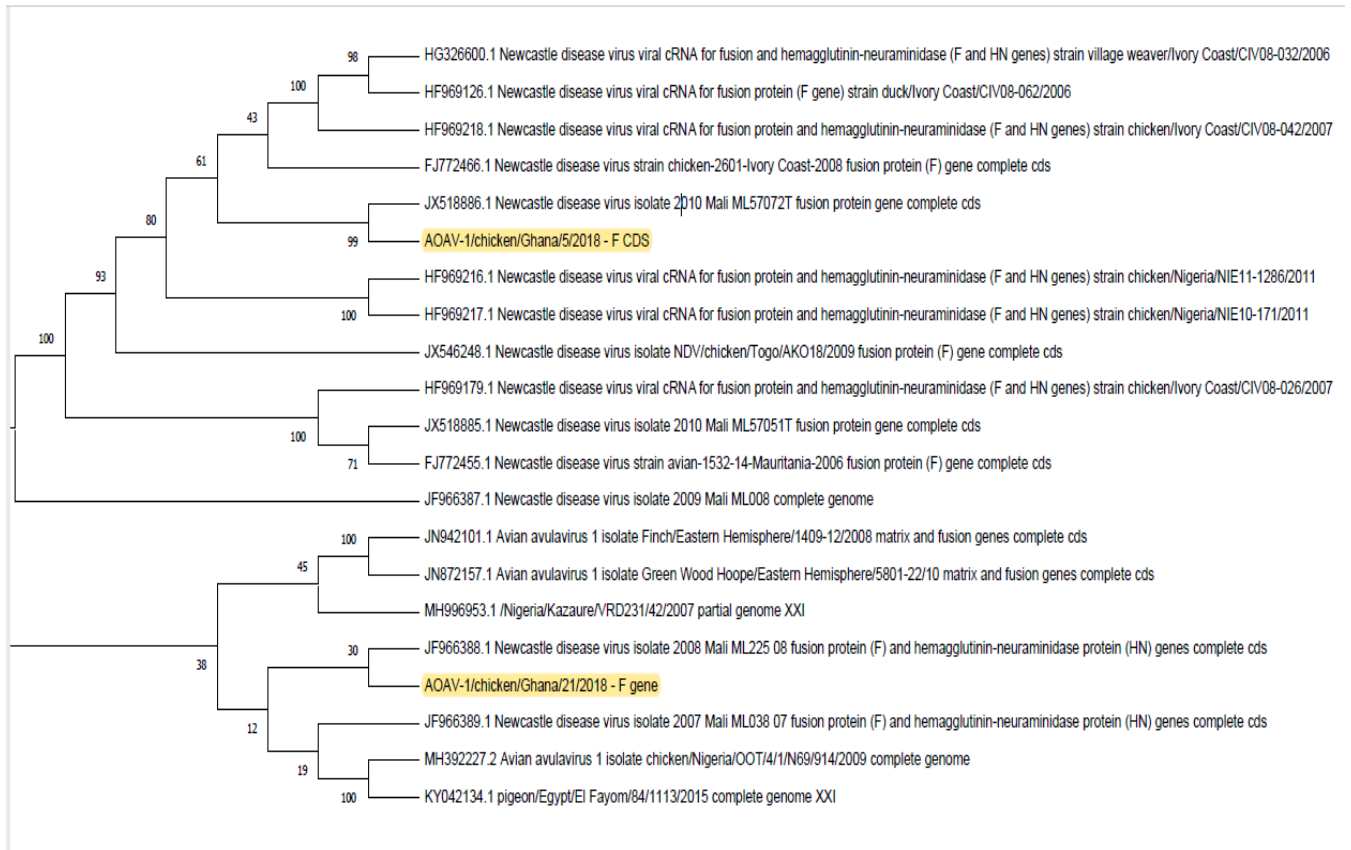 98
HG326600.1 Newcastle disease virus viral cRNA for fusion and hemagglutinin-neuraminidase (F and HN genes) strain village weaver/Ivory Coast/CIV08-032/2006
100
HF969126.1 Newcastle disease virus viral cRNA for fusion protein (F gene) strain duck/Ivory Coast/CIV08-062/2006
43
HF969218.1 Newcastle disease virus viral cRNA for fusion protein and hemagglutinin-neuraminidase (F and HN genes) strain chicken/Ivory Coast/CIV08-042/2007
61
FJ772466.1 Newcastle disease virus strain chicken-2601-Ivory Coast-2008 fusion protein (F) gene complete cds
JX518886.1 Newcastle disease virus isolate 2010 Mali ML57072T fusion protein gene complete cds
80
99
AOAV-1/chicken/Ghana/5/2018 - F CDS
93
HF969216.1 Newcastle disease virus viral cRNA for fusion protein and hemagglutinin-neuraminidase (F and HN genes) strain chicken/Nigeria/NIE11-1286/2011
100
HF969217.1 Newcastle disease virus viral cRNA for fusion protein and hemagglutinin-neuraminidase (F and HN genes) strain chicken/Nigeria/NIE10-171/2011
100
JX546248.1 Newcastle disease virus isolate NDV/chicken/Togo/AKO18/2009 fusion protein (F) gene complete cds
HF969179.1 Newcastle disease virus viral cRNA for fusion protein and hemagglutinin-neuraminidase (F and HN genes) strain chicken/Ivory Coast/CIV08-026/2007
100
JX518885.1 Newcastle disease virus isolate 2010 Mali ML57051T fusion protein gene complete cds
71
FJ772455.1 Newcastle disease virus strain avian-1532-14-Mauritania-2006 fusion protein (F) gene complete cds
JF966387.1 Newcastle disease virus isolate 2009 Mali ML008 complete genome
100
JN942101.1 Avian avulavirus 1 isolate Finch/Eastern Hemisphere/1409-12/2008 matrix and fusion genes complete cds
45
JN872157.1 Avian avulavirus 1 isolate Green Wood Hoope/Eastern Hemisphere/5801-22/10 matrix and fusion genes complete cds
MH996953.1 /Nigeria/Kazaure/VRD231/42/2007 partial genome XXI
30
JF966388.1 Newcastle disease virus isolate 2008 Mali ML225 08 fusion protein (F) and hemagglutinin-neuraminidase protein (HN) genes complete cds
38
AOAV-1/chicken/Ghana/21/2018 - F gene
12
JF966389.1 Newcastle disease virus isolate 2007 Mali ML038 07 fusion protein (F) and hemagglutinin-neuraminidase protein (HN) genes complete cds
19
MH392227.2 Avian avulavirus 1 isolate chicken/Nigeria/OOT/4/1/N69/914/2009 complete genome
100
KY042134.1 pigeon/Egypt/El Fayom/84/1113/2015 complete genome XXI